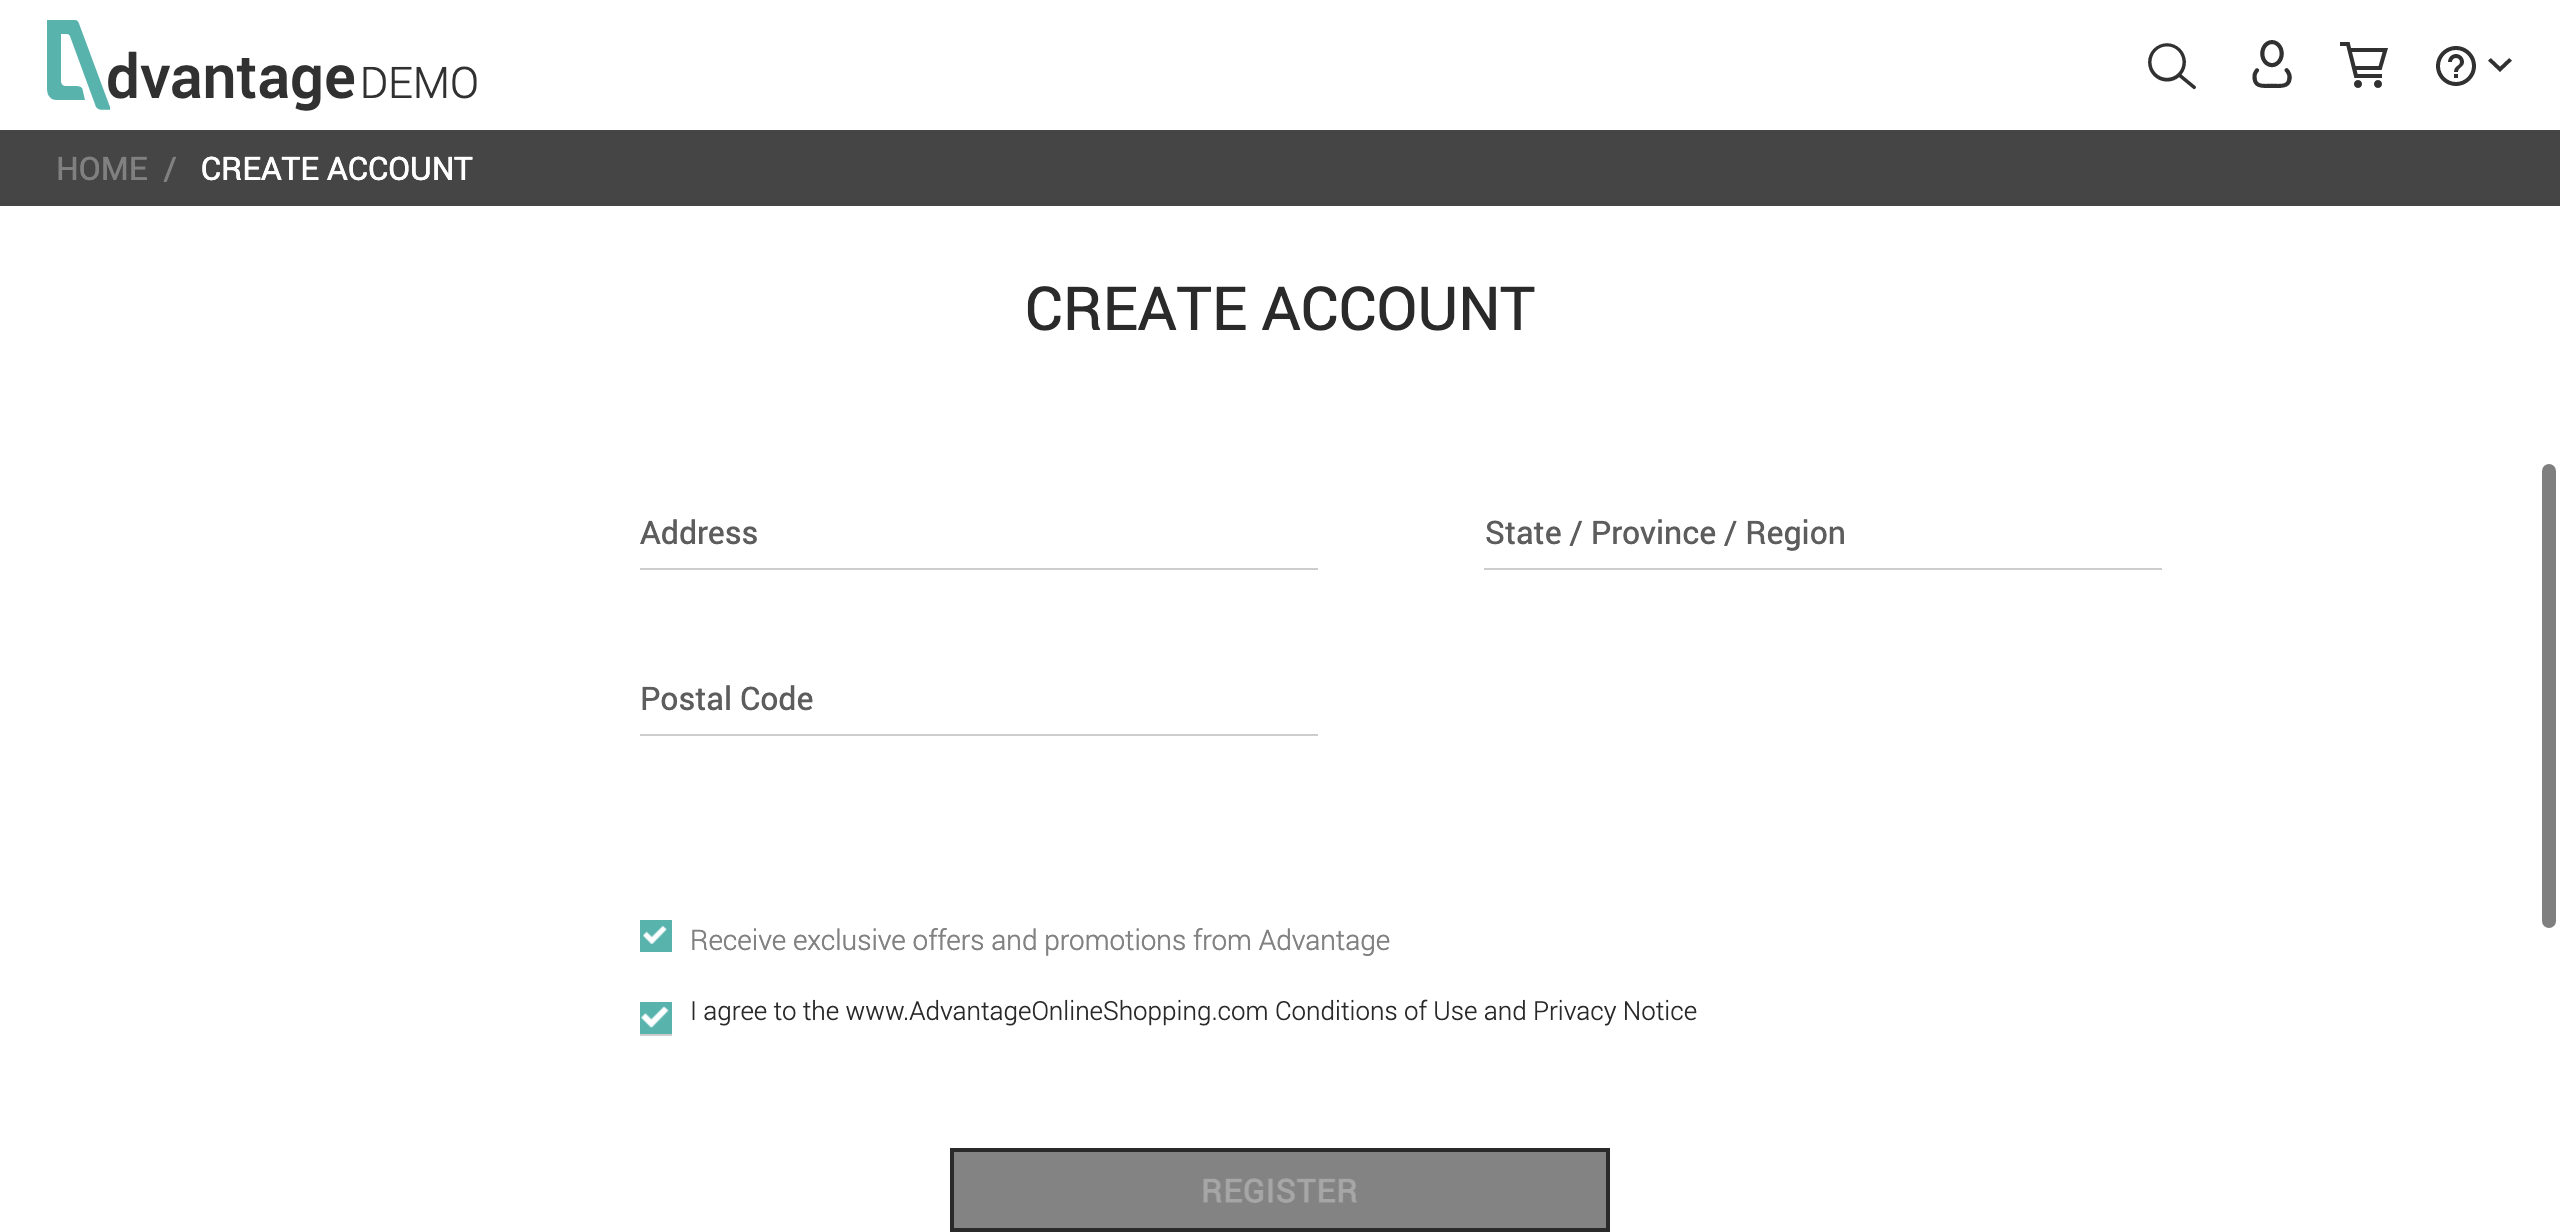 dvantage DEMO
HOME / CREATE ACCOUNT
CREATE ACCOUNT
Address
State / Province / Region
Postal Code
Receive exclusive offers and promotions from Advantage
I agree to the www.AdvantageOnlineShopping.com Conditions of Use and Privacy Notice
REGISTER